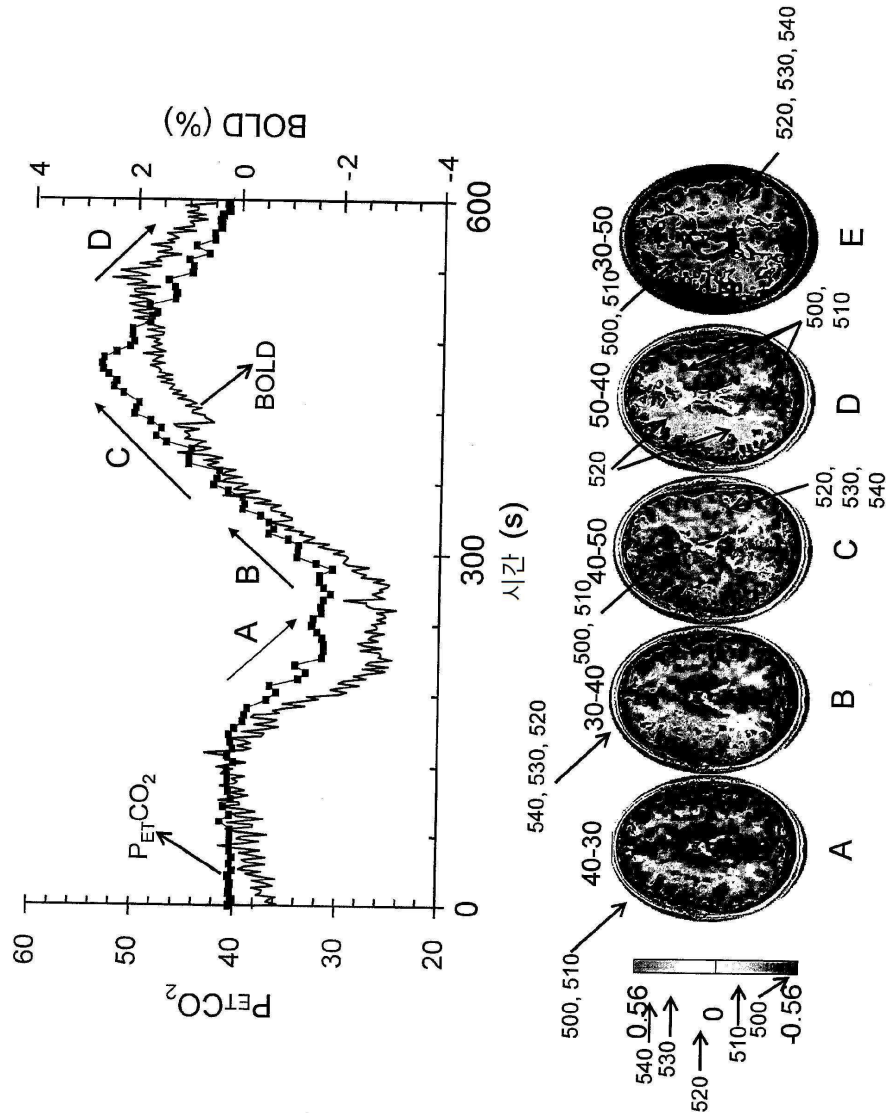 60
50
40
30
20
PETCO2
4
2
0
-2
-4
BOLD (%)
0
300
600
시간 (s)
PETCO2
BOLD
A
B
C
D
0.56
0
-0.56
540
530
520
510
500
500, 510
540, 530, 520
500, 510
520,
530,
540
520
500,
510
500, 510
520, 530, 540
40-30
30-40
40-50
50-40
30-50
A
B
C
D
E